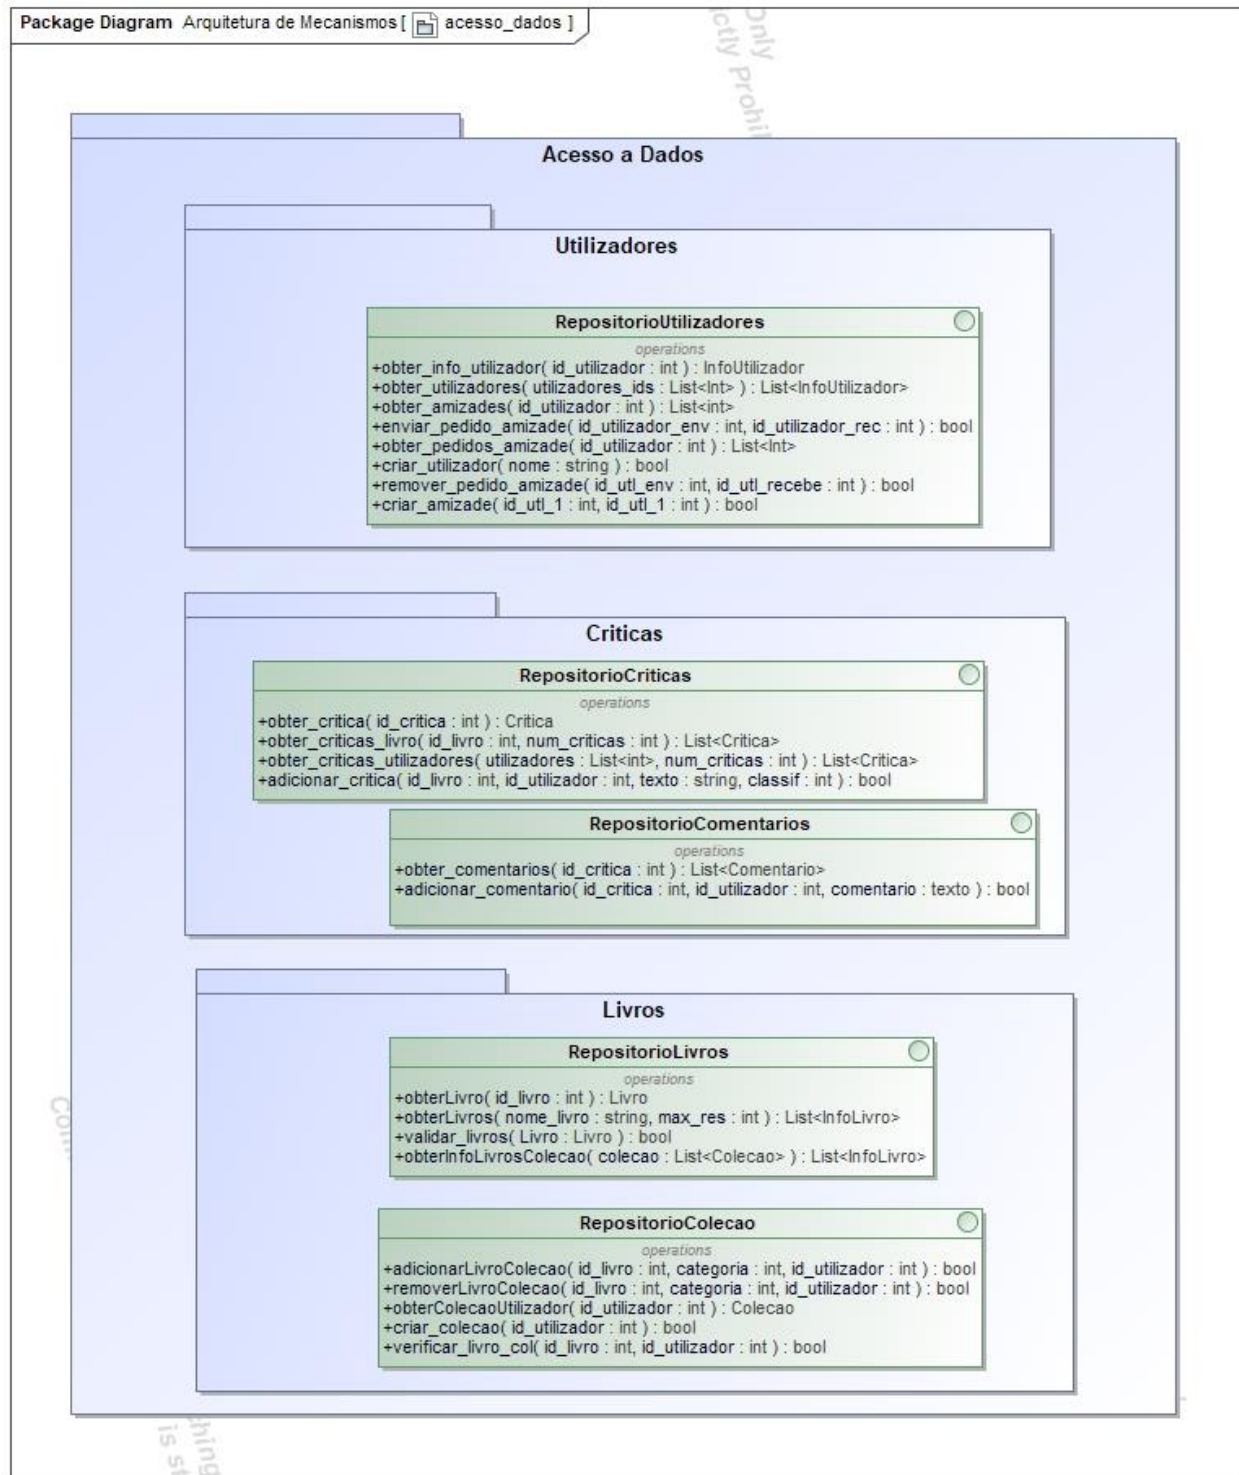 Package Diagram Arquitetura de Mecanismos [ acesso_dados ]
Only
ictly Prohil
Acesso a Dados
Utilizadores
RepositorioUtilizadores
operations
+obter_info_utilizador( id_utilizador : int ) : InfoUtilizador
+obter_utilizadores( utilizadores_ids : List<Int> ) : List<InfoUtilizador>
+obter_amizades( id_utilizador : int ) : List<int>
+enviar_pedido_amizade( id_utilizador_env : int, id_utilizador_rec : int ) : bool
+obter_pedidos_amizade( id_utilizador : int ) : List<Int>
+criar_utilizador( nome : string ) : bool
+remover_pedido_amizade( id_utl_env : int, id_utl_recebe : int ) : bool
+criar_amizade( id_utl_1 : int, id_utl_1 : int ) : bool
Criticas
RepositorioCriticas
operations
+obter_critica( id_critica : int ) : Critica
+obter_criticas_livro( id_livro : int, num_criticas : int ) : List<Critica>
+obter_criticas_utilizadores( utilizadores : List<int>, num_criticas : int ) : List<Critica>
+adicionar_critica( id_livro : int, id_utilizador : int, texto : string, classif : int ) : bool
RepositorioComentarios
operations
+obter_comentarios( id_critica : int ) : List<Comentario>
+adicionar_comentario( id_critica : int, id_utilizador : int, comentario : texto ) : bool
Livros
RepositorioLivros
operations
+obterLivro( id_livro : int ) : Livro
+obterLivros( nome_livro : string, max_res : int ) : List<InfoLivro>
+validar_livros( Livro : Livro ) : bool
+obterInfoLivrosColecao( colecao : List<Colecao> ) : List<InfoLivro>
RepositorioColecao
operations
+adicionarLivroColecao( id_livro : int, categoria : int, id_utilizador : int ) : bool
+removerLivroColecao( id_livro : int, categoria : int, id_utilizador : int ) : bool
+obterColecaoUtilizador( id_utilizador : int ) : Colecao
+criar_colecao( id_utilizador : int ) : bool
+verificar_livro_col( id_livro : int, id_utilizador : int ) : bool
ching
is st